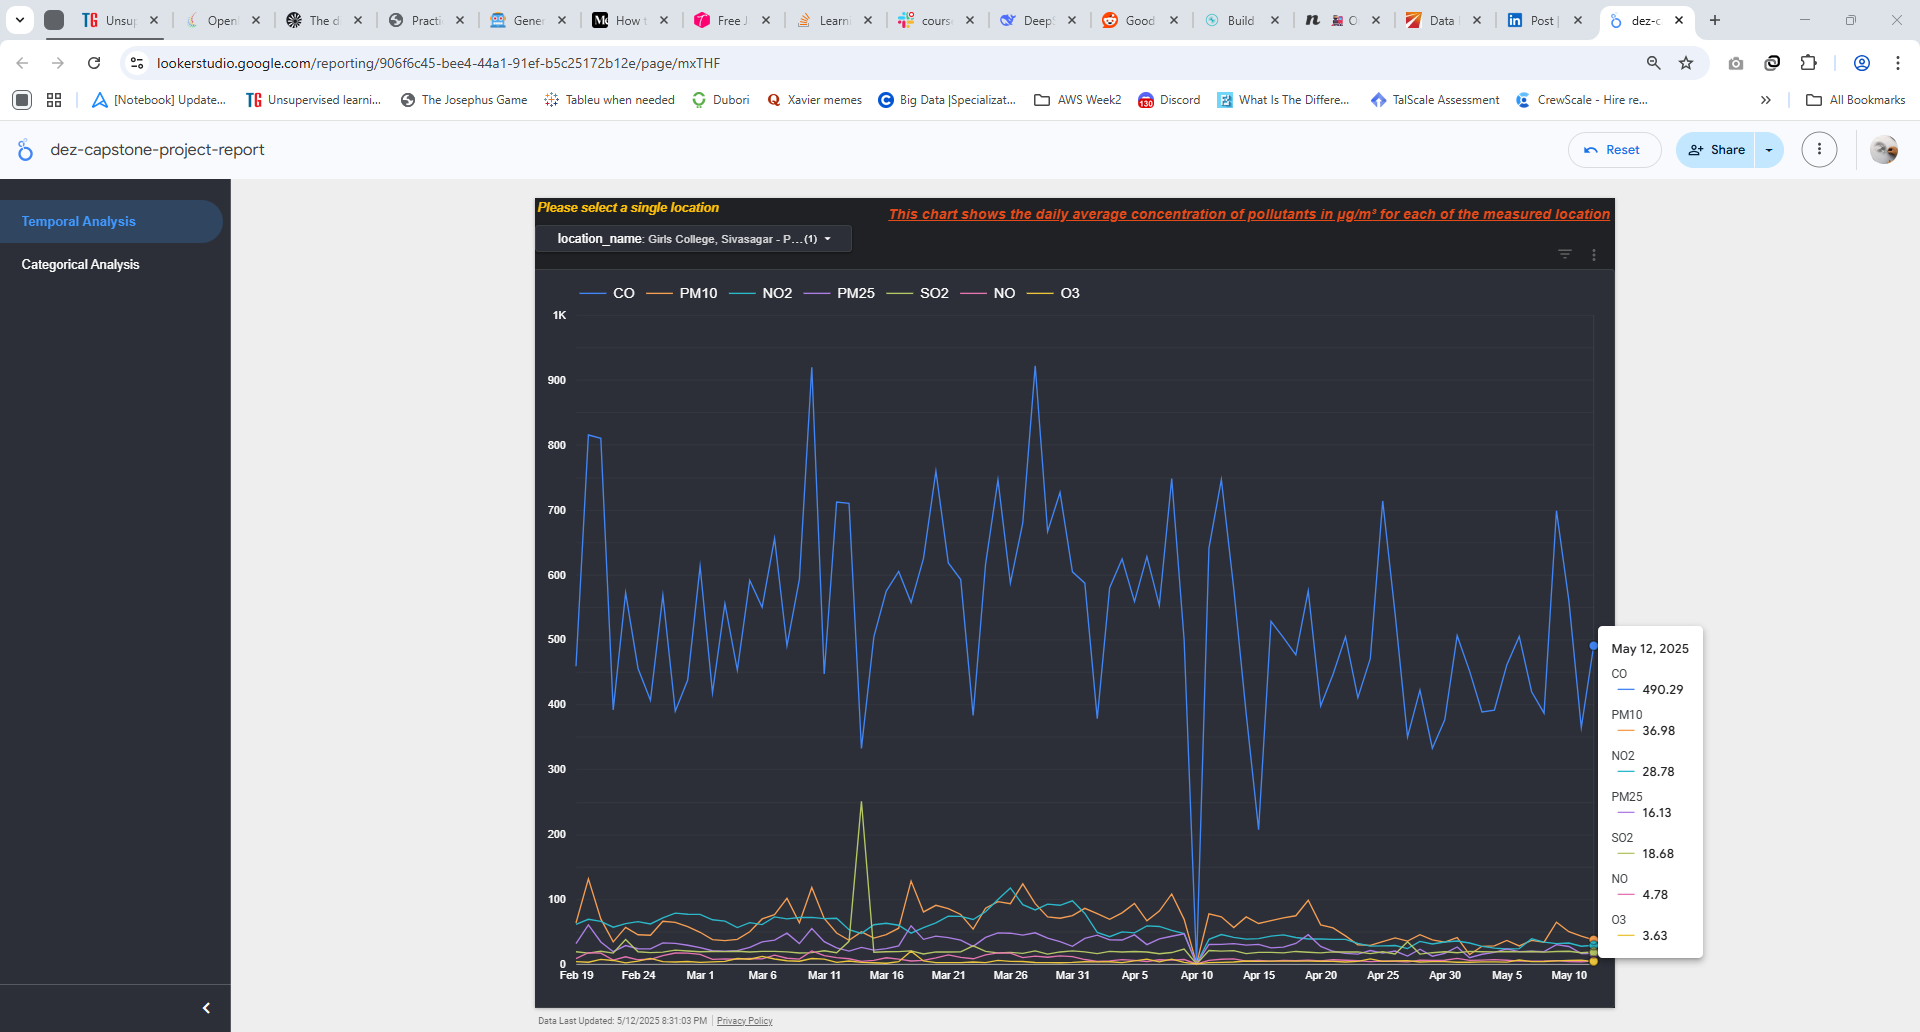 Unsup
Open
The d
Practi
Gener
How t
Free J
Learni
course
DeepS
Good
Build
Data
Post |
dez-c
lookerstudio.google.com/reporting/906f6c45-bee4-44a1-91ef-b5c25172b12e/page/mxTHF
[Notebook] Update...
TG Unsupervised learni...
The Josephus Game
Tableu when needed
Dubori
Xavier memes
Big Data |Specializat...
AWS Week2
130 Discord
What Is The Differe...
TalScale Assessment
CrewScale - Hire re...
All Bookmarks
dez-capstone-project-report
Reset
Share
Temporal Analysis
Categorical Analysis
Please select a single location
This chart shows the daily average concentration of pollutants in µg/m³ for each of the measured location
location_name: Girls College, Sivasagar - P... (1)
CO PM10 NO2 PM25 SO2 NO O3
1K
900
800
700
600
500
400
300
200
100
0
Feb 19 Feb 24 Mar 1 Mar 6 Mar 11 Mar 16 Mar 21 Mar 26 Mar 31 Apr 5 Apr 10 Apr 15 Apr 20 Apr 25 Apr 30 May 5 May 10
May 12, 2025
CO
490.29
PM10
36.98
NO2
28.78
PM25
16.13
SO2
18.68
NO
4.78
O3
3.63
Data Last Updated: 5/12/2025 8:31:03 PM
Privacy Policy